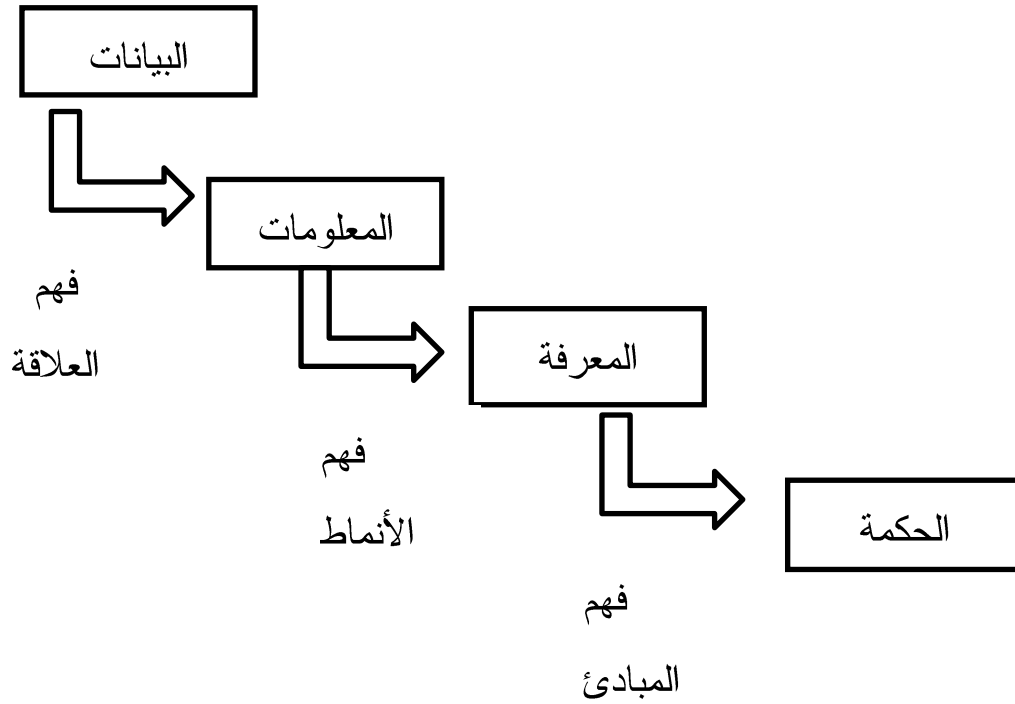 البيانات
المعلومات
فهم
العلاقة
المعرفة
فهم
الأنماط
الحكمة
فهم
المبادئ